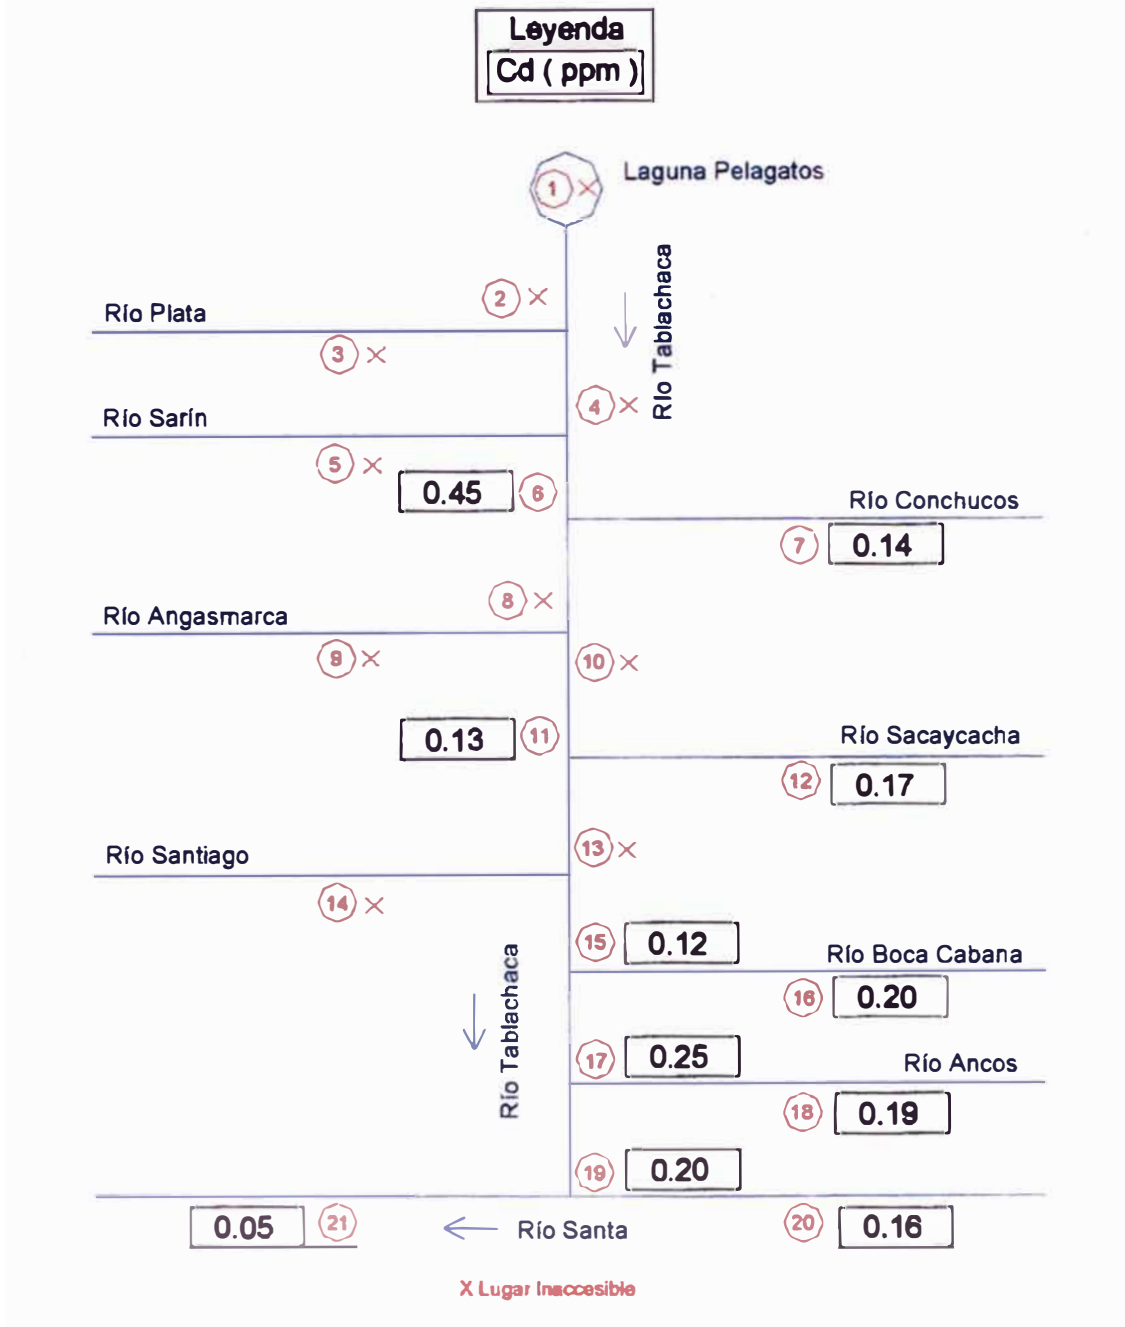 Leyenda
Cd ( ppm )
Laguna Pelagatos
1 X
Río Tablachaca
2 X
Río Plata
3 X
4 X
Río Sarín
5 X
0.45 6
Río Conchucos
7 0.14
8 X
Río Angasmarca
9 X
10 X
0.13 11
Río Sacaycacha
12 0.17
13 X
Río Santiago
14 X
15 0.12
Río Boca Cabana
16 0.20
Río Tablachaca
17 0.25
Río Ancos
18 0.19
19 0.20
0.05 21
Río Santa
20 0.16
X Lugar Inaccesible